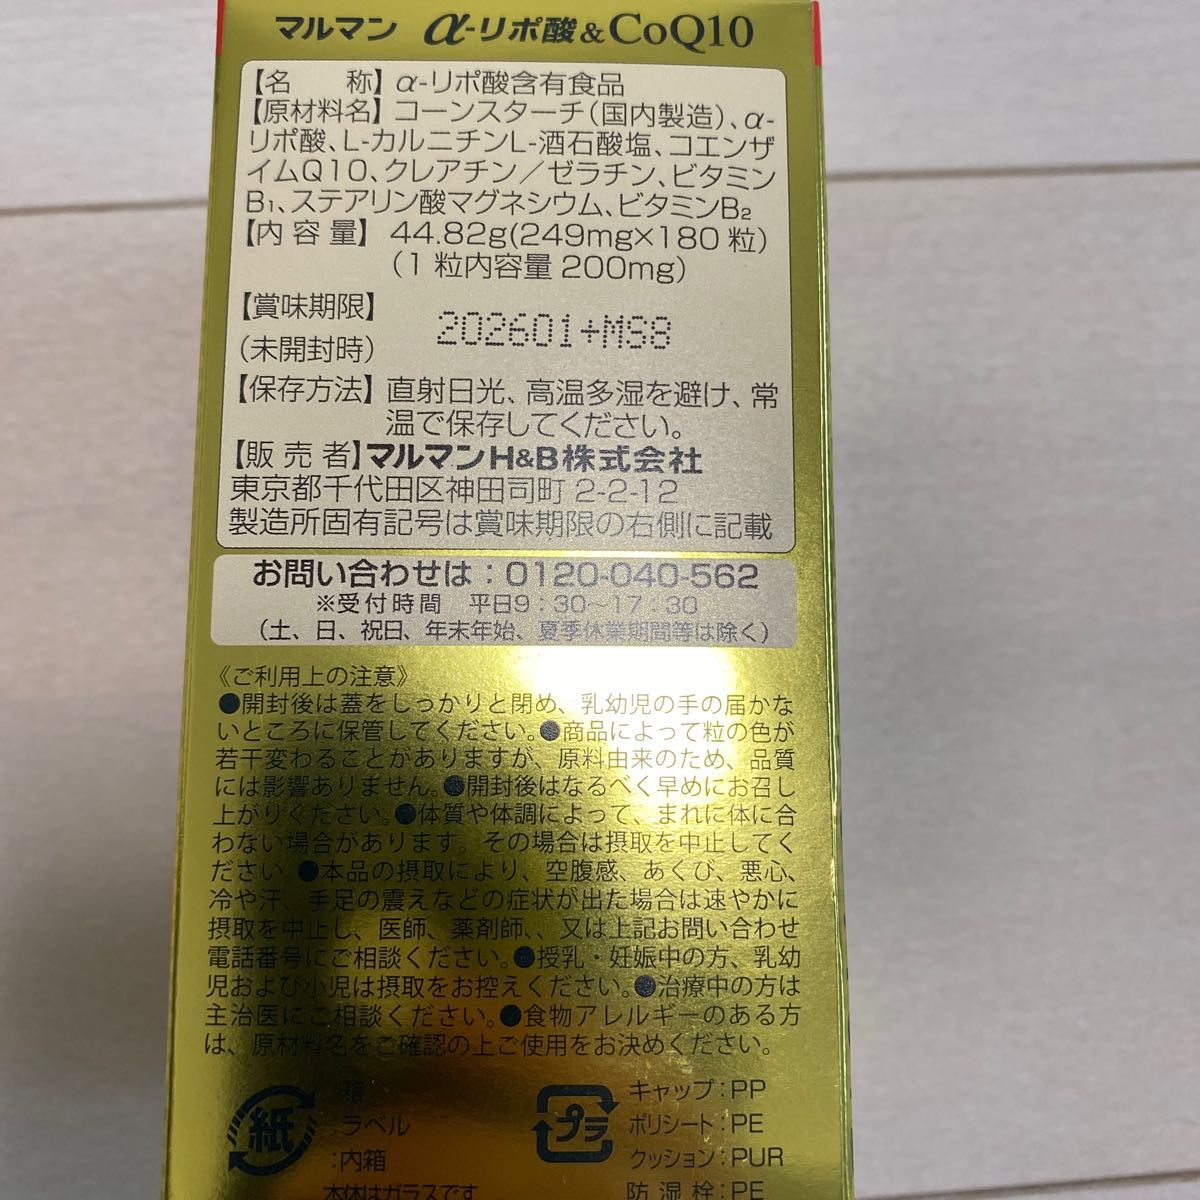 マルマン α-リポ酸&CoQ10
【名 称】α-リポ酸含有食品
【原材料名】コーンスターチ(国内製造)、α-
リポ酸、L-カルニチンL-酒石酸塩、コエンザ
イムQ10、クレアチン/ゼラチン、ビタミン
B₁、ステアリン酸マグネシウム、ビタミンB₂
【内 容 量】 44.82g(249mg×180粒)
(1粒内容量 200mg)
【賞味期限】
202601+MS8
(未開封時)
【保存方法】直射日光、高温多湿を避け、常
温で保存してください。
【販 売 者】マルマンH&B株式会社
東京都千代田区神田司町 2-2-12
製造所固有記号は賞味期限の右側に記載
お問い合わせは:0120-040-562
※受付時間 平日9:30〜17:30
(土、日、祝日、年末年始、夏季休業期間等は除く)
《ご利用上の注意》
●開封後は蓋をしっかりと閉め、乳幼児の手の届かな
いところに保管してください。●商品によって粒の色が
若干変わることがありますが、原料由来のため、品質
には影響ありません。●開封後はなるべく早めにお召し
上がりください。●体質や体調によって、まれに体に合
わない場合があります。その場合は摂取を中止してく
ださい。●本品の摂取により、空腹感、あくび、悪心、
冷や汗、手足の震えなどの症状が出た場合は速やかに
摂取を中止し、医師、薬剤師、、又は上記お問い合わせ
電話番号にご相談ください。●授乳・妊娠中の方、乳幼
児および小児は摂取をお控えください。●治療中の方は
主治医にご相談ください。●食物アレルギーのある方
は、原材料名をご確認の上ご使用をお決めください。
紙
箱
:ラベル
:内箱
本体はガラスです
プラ
キャップ:PP
ポリシート:PE
クッション:PUR
防 湿 栓:PE